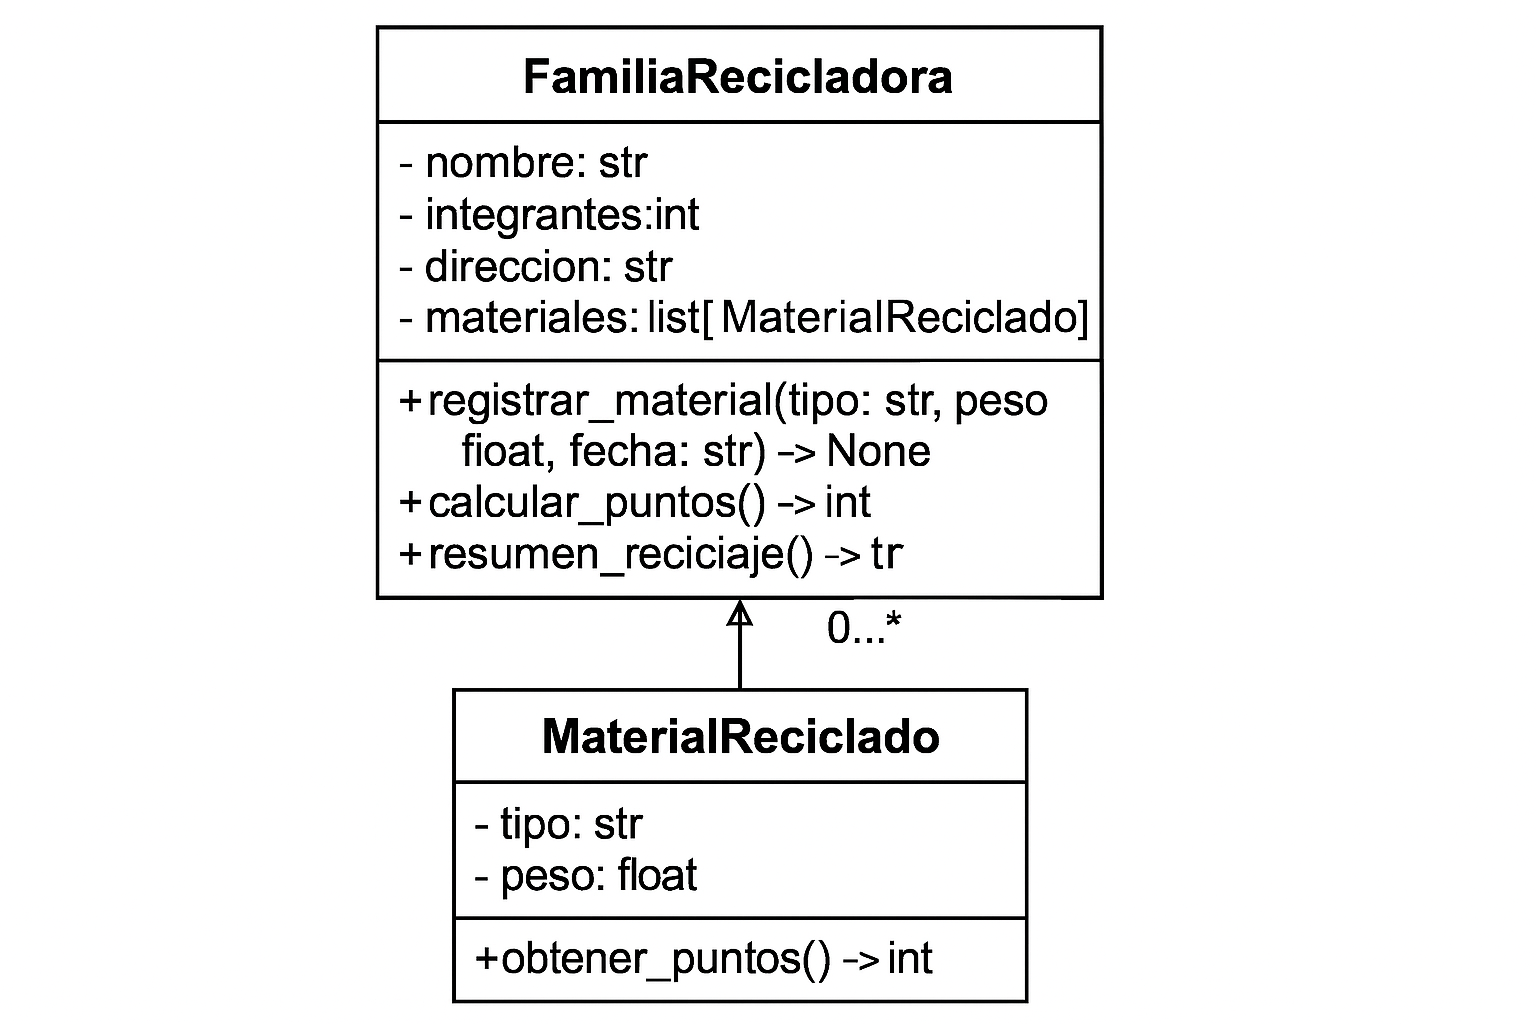 FamiliaRecicladora
- nombre: str
- integrantes:int
- direccion: str
- materiales: list[ MaterialReciclado]
+ registrar_material(tipo: str, peso
fioat, fecha: str) -> None
+ calcular_puntos() -> int
+ resumen_reciciaje() -> tr
0...*
MaterialReciclado
- tipo: str
- peso: float
+obtener_puntos() -> int